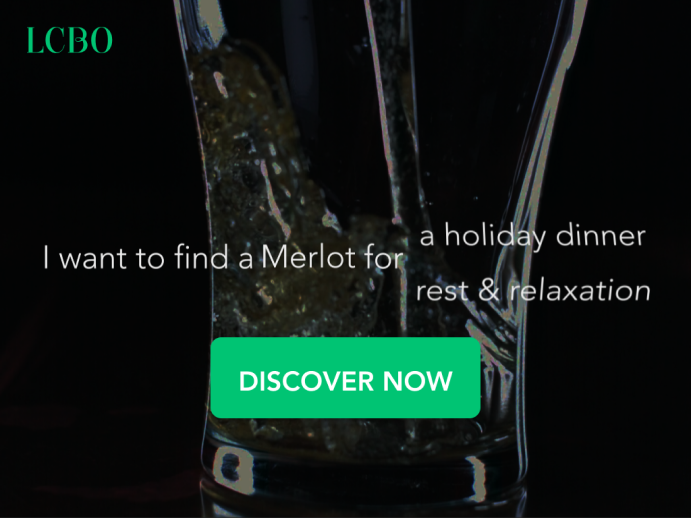 LCBO
I want to find a Merlot for
a holiday dinner
rest & relaxation
DISCOVER NOW